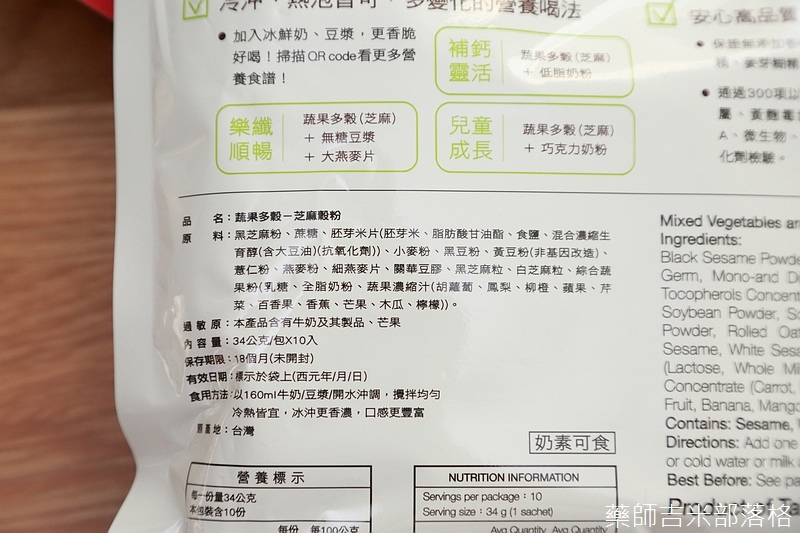 冷沖、熱泡皆可，多變化的營養喝法
• 加入冰鮮奶、豆漿，更香脆
好喝！掃描QR code看更多營
養食譜！
補鈣
靈活
蔬果多穀(芝麻)
+ 低脂奶粉
樂纖
順暢
蔬果多穀(芝麻)
+ 無糖豆漿
+ 大燕麥片
兒童
成長
蔬果多穀(芝麻)
+ 巧克力奶粉
安心高品質
• 通過300項以
A、微生物、
化劑檢驗。
品 名：蔬果多穀－芝麻穀粉
原 料：黑芝麻粉、蔗糖、胚芽米片(胚芽米、脂肪酸甘油酯、食鹽、混合濃縮生
育醇(含大豆油)(抗氧化劑))、小麥粉、黑豆粉、黃豆粉(非基因改造)、
薏仁粉、燕麥粉、細燕麥片、關華豆膠、黑芝麻粒、白芝麻粒、綜合蔬
果粉(乳糖、全脂奶粉、蔬果濃縮汁(胡蘿蔔、鳳梨、柳橙、蘋果、芹
菜、百香果、香蕉、芒果、木瓜、檸檬))。
過 敏 原：本產品含有牛奶及其製品、芒果
內 容 量：34公克/包X10入
保存期限：18個月(未開封)
有效日期：標示於袋上(西元年/月/日)
食用方法：以160ml牛奶/豆漿/開水沖調，攪拌均勻
冷熱皆宜，冰沖更香濃，口感更豐富
原產地：台灣
奶素可食
營 養 標 示
每一份量34公克
本包裝含10份
每份 每100公克
NUTRITION INFORMATION
Servings per package：10
Serving size：34 g (1 sachet)
Avg Quantity Avg Quantity
Mixed Vegetables an
Ingredients:
Black Sesame Powde
Germ, Mono-and Di
Tocopherols Concent
Soybean Powder, So
Powder, Rolled Oat
Sesame, White Sesa
(Lactose, Whole Mil
Concentrate (Carrot,
Fruit, Banana, Mango
Contains: Sesame,
Directions: Add one
or cold water or milk
Best Before: See pa
Product of Ta
藥師吉米部落格